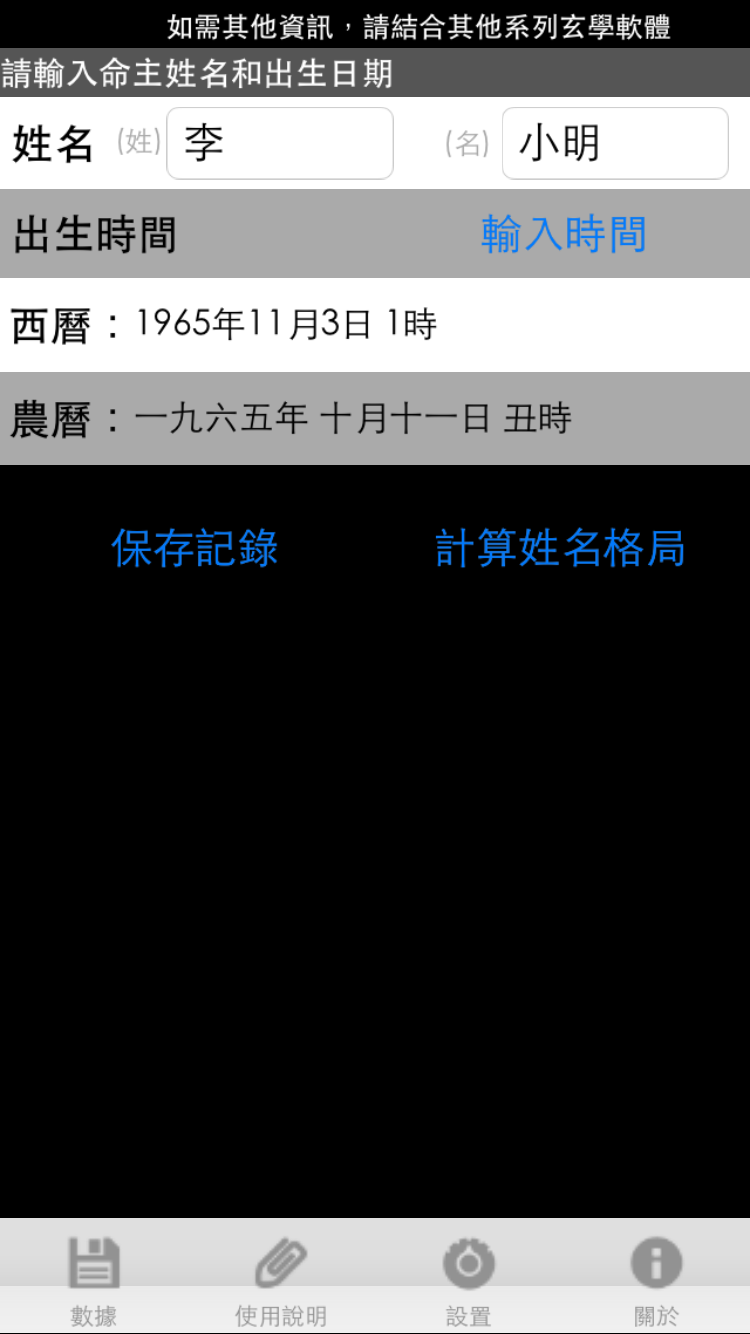 如需其他資訊，請結合其他系列玄學軟體
請輸入命主姓名和出生日期
姓名 (姓) 李 (名) 小明
出生時間 輸入時間
西曆：1965年11月3日 1時
農曆：一九六五年 十月十一日 丑時
保存記錄 計算姓名格局
數據 使用說明 設置 關於